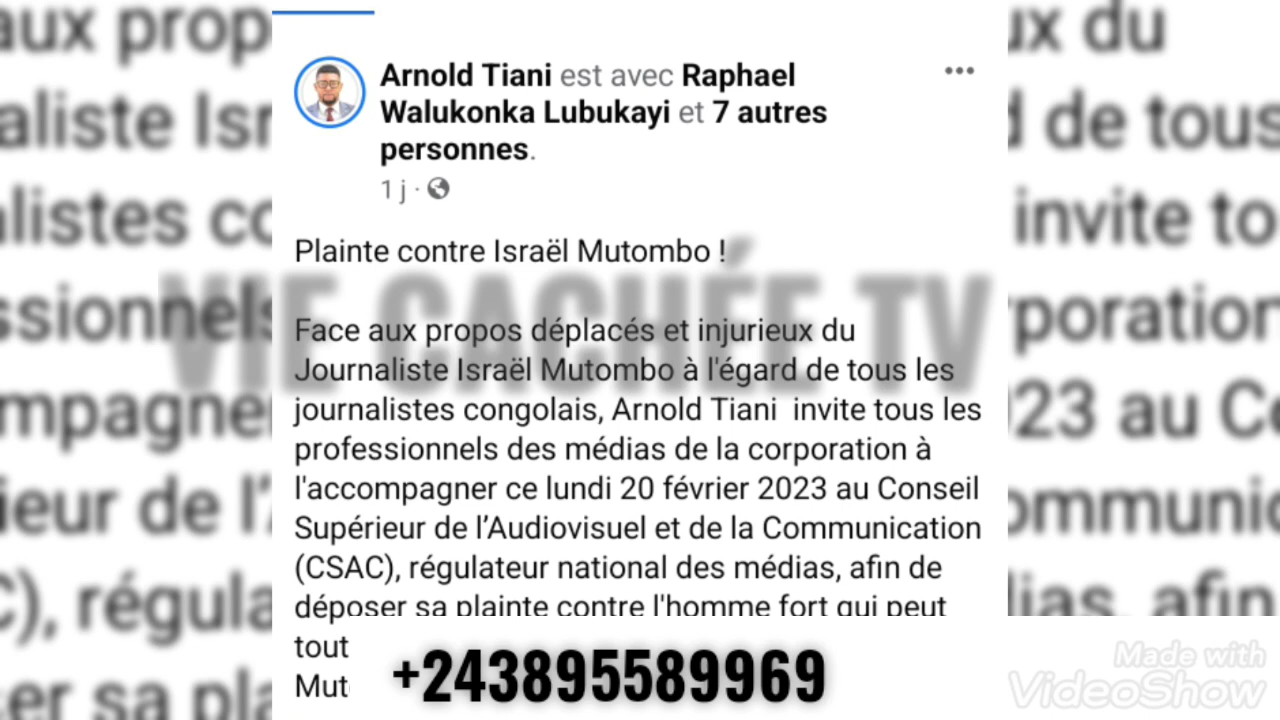 Arnold Tiani est avec Raphael
Walukonka Lubukayi et 7 autres
personnes.
1 j ·
Plainte contre Israël Mutombo !
VIE CACHÉE TV
Face aux propos déplacés et injurieux du
Journaliste Israël Mutombo à l'égard de tous les
journalistes congolais, Arnold Tiani invite tous les
professionnels des médias de la corporation à
l'accompagner ce lundi 20 février 2023 au Conseil
Supérieur de l’Audiovisuel et de la Communication
(CSAC), régulateur national des médias, afin de
déposer sa plainte contre l'homme fort qui peut
tout
Mut
+243895589969
Made with
VideoShow